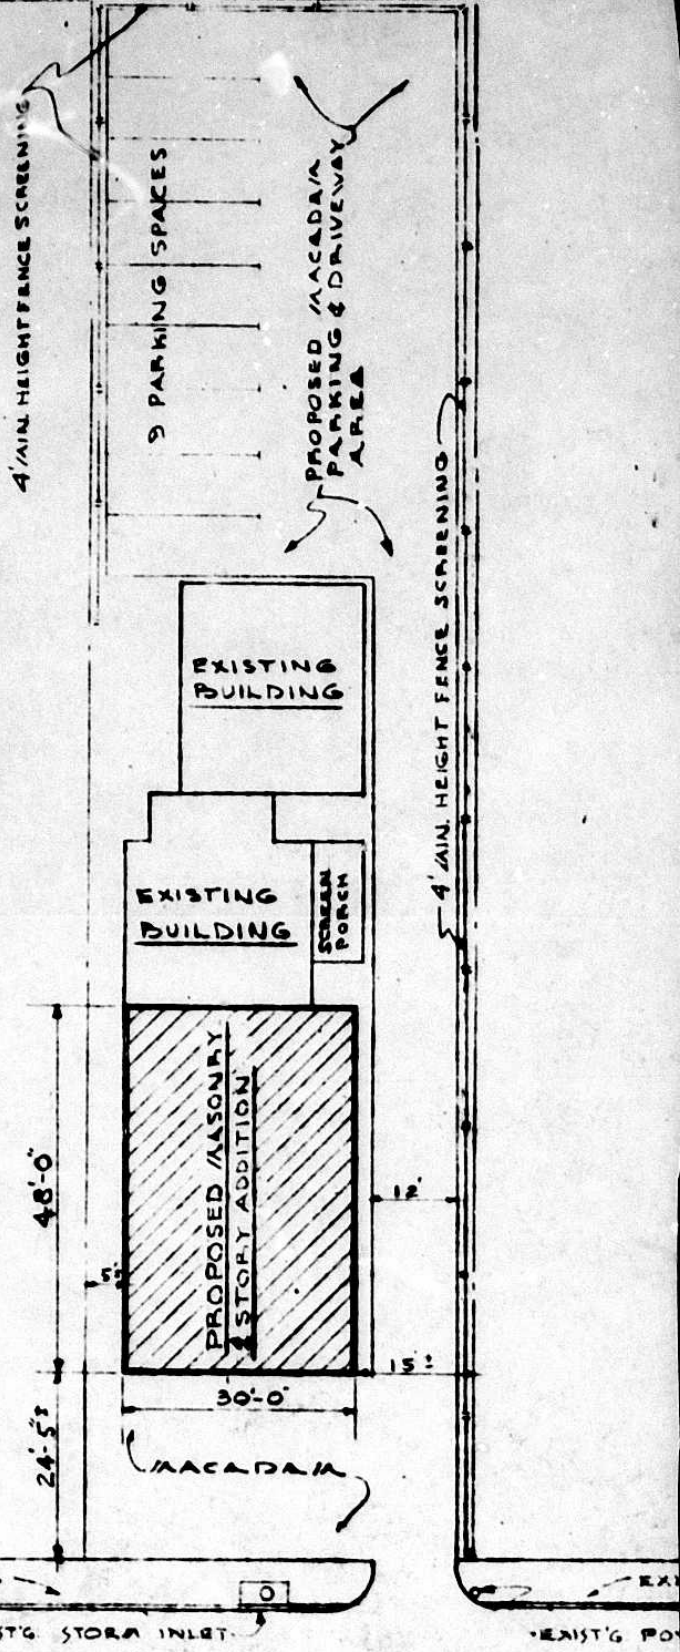 4' MIN. HEIGHT FENCE SCREENING
9 PARKING SPACES
PROPOSED MACADAM
PARKING & DRIVEWAY
AREA
4' MIN. HEIGHT FENCE SCREENING
EXISTING
BUILDING
EXISTING
BUILDING
SCREEN
PORCH
PROPOSED MASONRY
2 STORY ADDITION
48'-0"
12'
5'±
15'±
30'-0"
24'-5"±
MACADAM
EXIST'G
STORM INLET